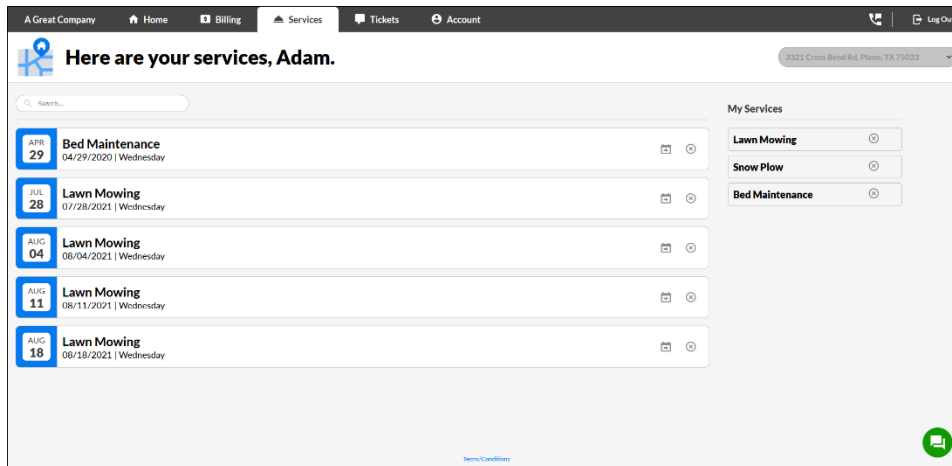 A Great Company
Home
Billing
Services
Tickets
Account
Log Ou
Here are your services, Adam.
3321 Cross Bend Rd, Plano, TX 75023
Search...
My Services
APR
29
Bed Maintenance
04/29/2020 | Wednesday
JUL
28
Lawn Mowing
07/28/2021 | Wednesday
AUG
04
Lawn Mowing
08/04/2021 | Wednesday
AUG
11
Lawn Mowing
08/11/2021 | Wednesday
AUG
18
Lawn Mowing
08/18/2021 | Wednesday
Lawn Mowing
Snow Plow
Bed Maintenance
Terms/Conditions